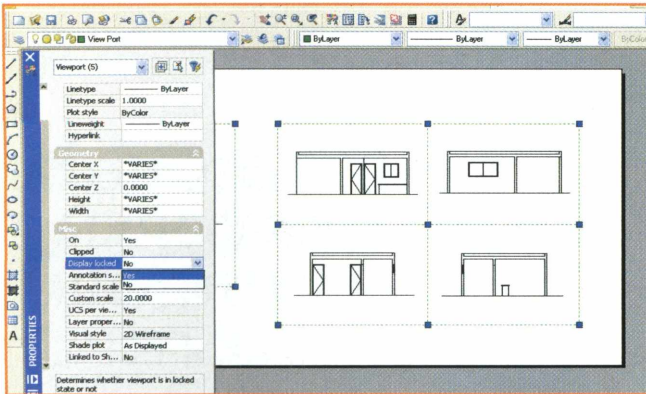 View Port
ByLayer
ByLayer
ByLayer
ByColor
Viewport (5)
Linetype ByLayer
Linetype scale 1.0000
Plot style ByColor
Lineweight ByLayer
Hyperlink
Geometry
Center X *VARIES*
Center Y *VARIES*
Center Z 0.0000
Height *VARIES*
Width *VARIES*
Misc
On Yes
Clipped No
Display locked No
Annotation s... Yes
Standard scale No
Custom scale 20.0000
UCS per vie... Yes
Layer proper... No
Visual style 2D Wireframe
Shade plot As Displayed
Linked to Sh... No
PROPERTIES
Determines whether viewport is in locked
state or not
A